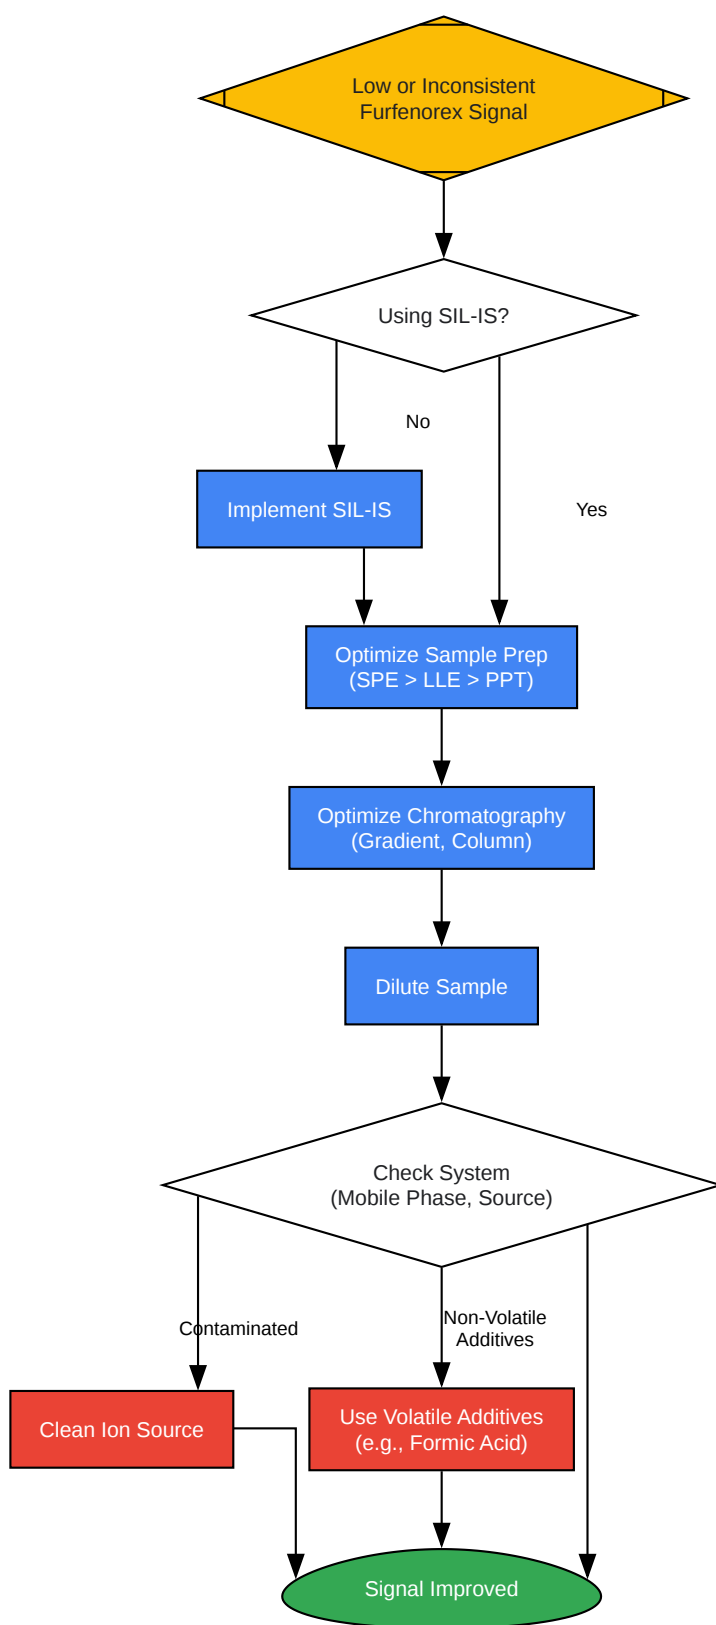 Low or Inconsistent
Furfenorex Signal
Using SIL-IS?
No
Implement SIL-IS
Yes
Optimize Sample Prep
(SPE > LLE > PPT)
Optimize Chromatography
(Gradient, Column)
Dilute Sample
Check System
(Mobile Phase, Source)
Contaminated
Non-Volatile
Additives
Clean Ion Source
Use Volatile Additives
(e.g., Formic Acid)
Signal Improved